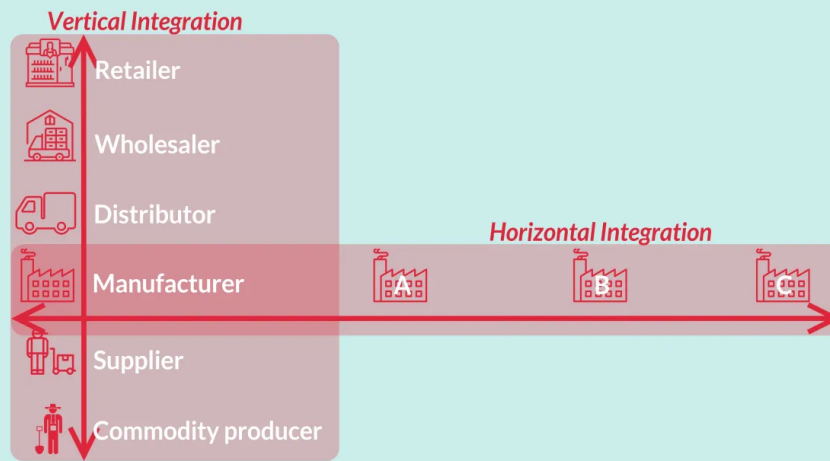 Vertical Integration
Retailer
Wholesaler
Distributor
Horizontal Integration
Manufacturer
A
B
C
Supplier
Commodity producer